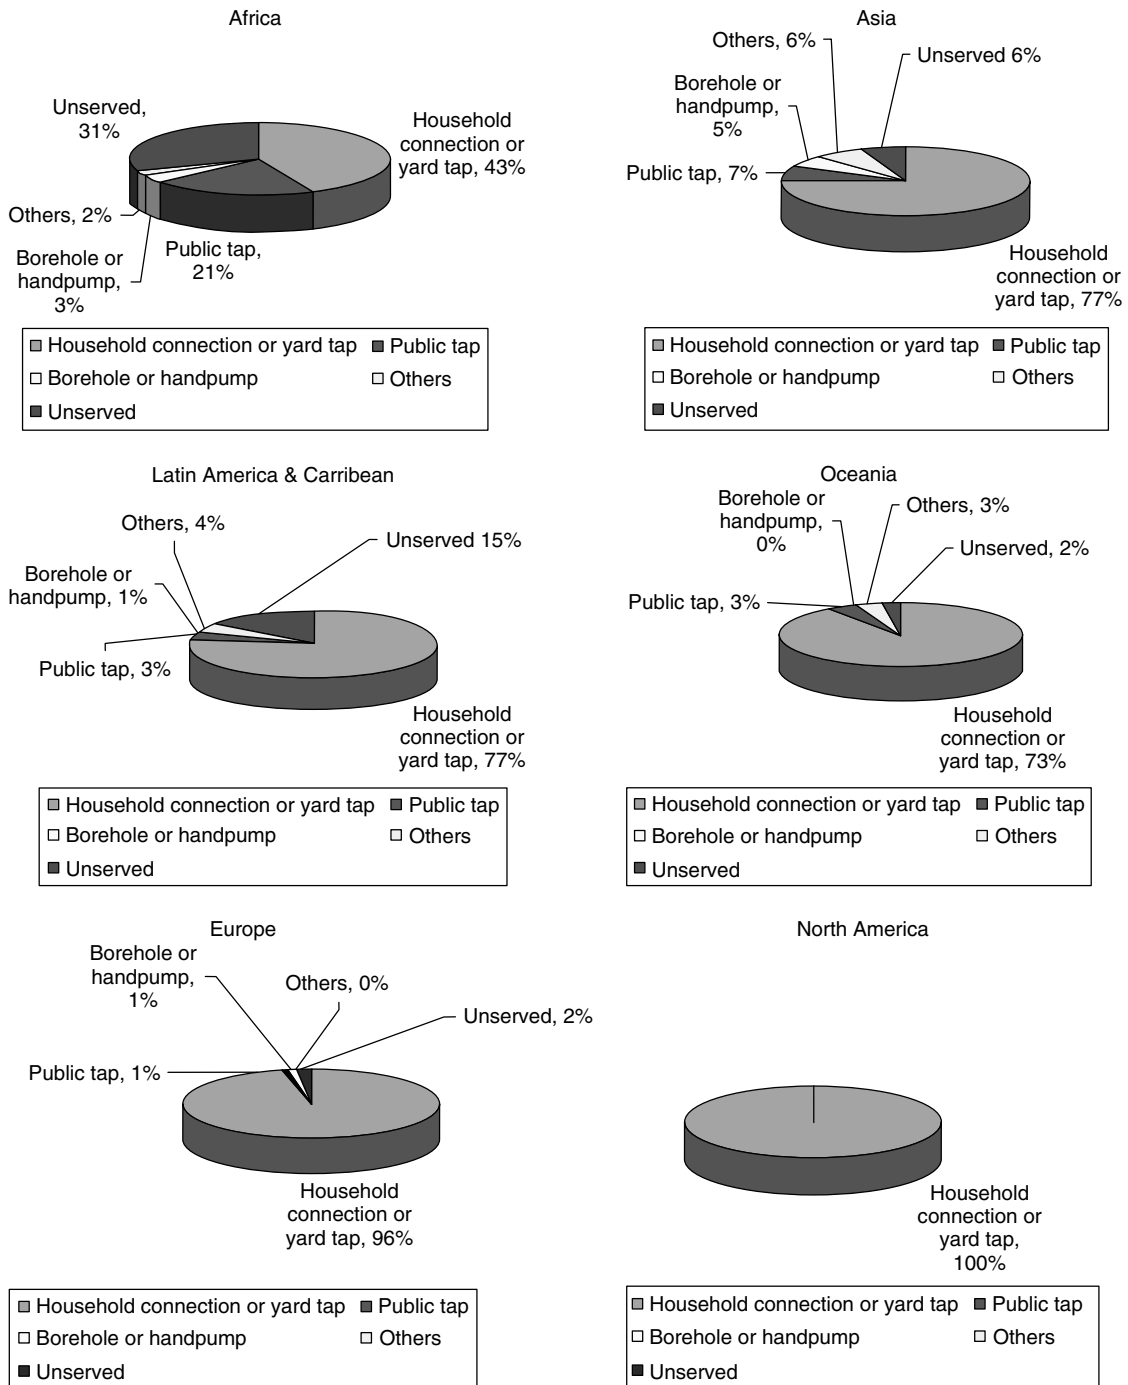 Africa
Unserved,
31%
Household
connection or
yard tap, 43%
Others, 2%
Borehole or
handpump,
3%
Public tap,
21%
Household connection or yard tap
Public tap
Borehole or handpump
Others
Unserved
Asia
Others, 6%
Unserved 6%
Borehole or
handpump,
5%
Public tap, 7%
Household
connection or
yard tap, 77%
Household connection or yard tap
Public tap
Borehole or handpump
Others
Unserved
Latin America & Carribean
Others, 4%
Unserved 15%
Borehole or
handpump, 1%
Public tap, 3%
Household
connection or
yard tap, 77%
Household connection or yard tap
Public tap
Borehole or handpump
Others
Unserved
Oceania
Borehole or
handpump,
0%
Others, 3%
Unserved, 2%
Public tap, 3%
Household
connection or
yard tap, 73%
Household connection or yard tap
Public tap
Borehole or handpump
Others
Unserved
Europe
Borehole or
handpump,
1%
Others, 0%
Unserved, 2%
Public tap, 1%
Household
connection or
yard tap, 96%
Household connection or yard tap
Public tap
Borehole or handpump
Others
Unserved
North America
Household
connection or
yard tap,
100%
Household connection or yard tap
Public tap
Borehole or handpump
Others
Unserved